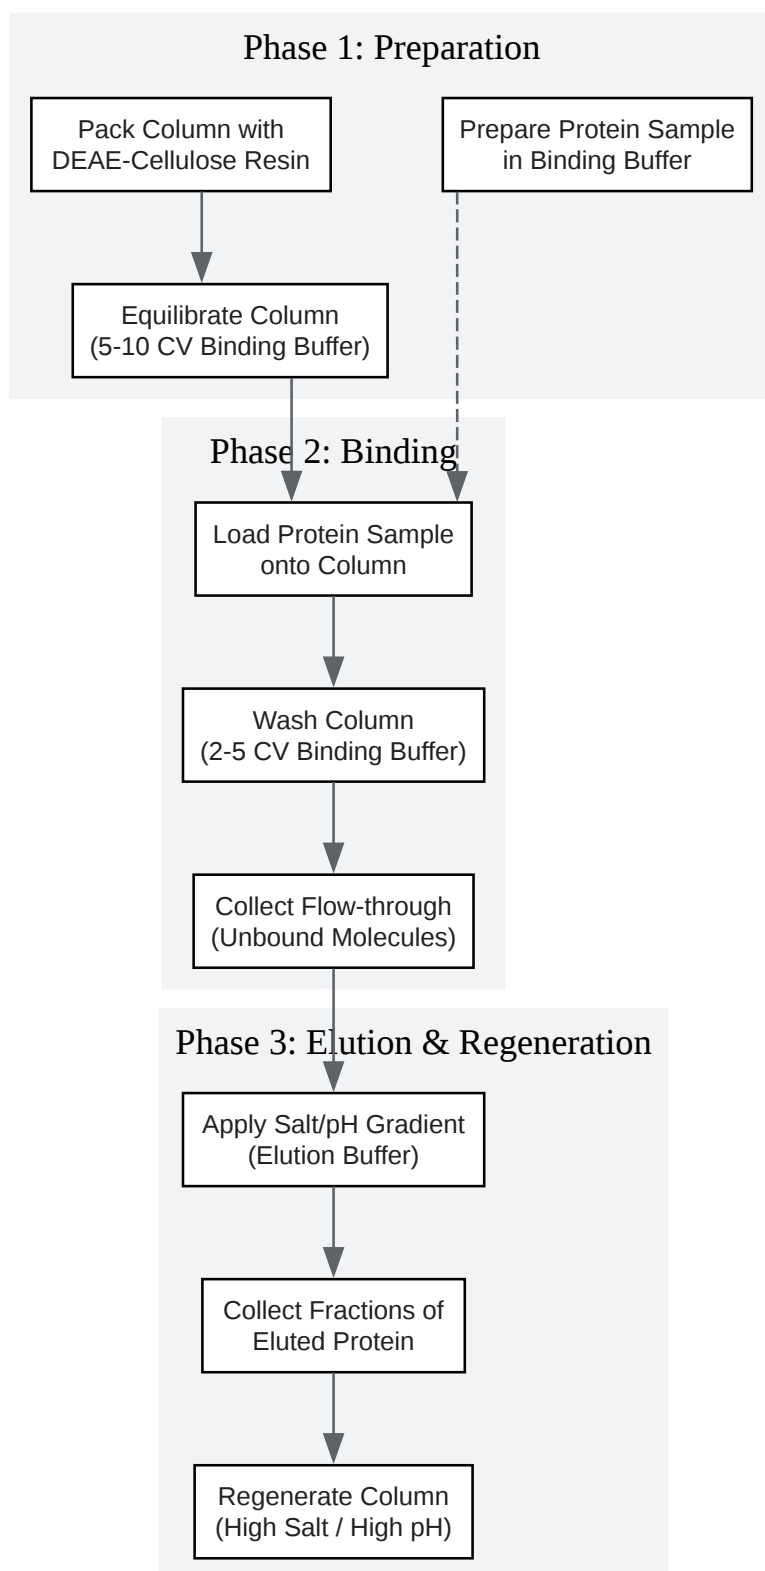 Phase 1: Preparation
Pack Column with
DEAE-Cellulose Resin
Prepare Protein Sample
in Binding Buffer
Equilibrate Column
(5-10 CV Binding Buffer)
Phase 2: Binding
Load Protein Sample
onto Column
Wash Column
(2-5 CV Binding Buffer)
Collect Flow-through
(Unbound Molecules)
Phase 3: Elution & Regeneration
Apply Salt/pH Gradient
(Elution Buffer)
Collect Fractions of
Eluted Protein
Regenerate Column
(High Salt / High pH)